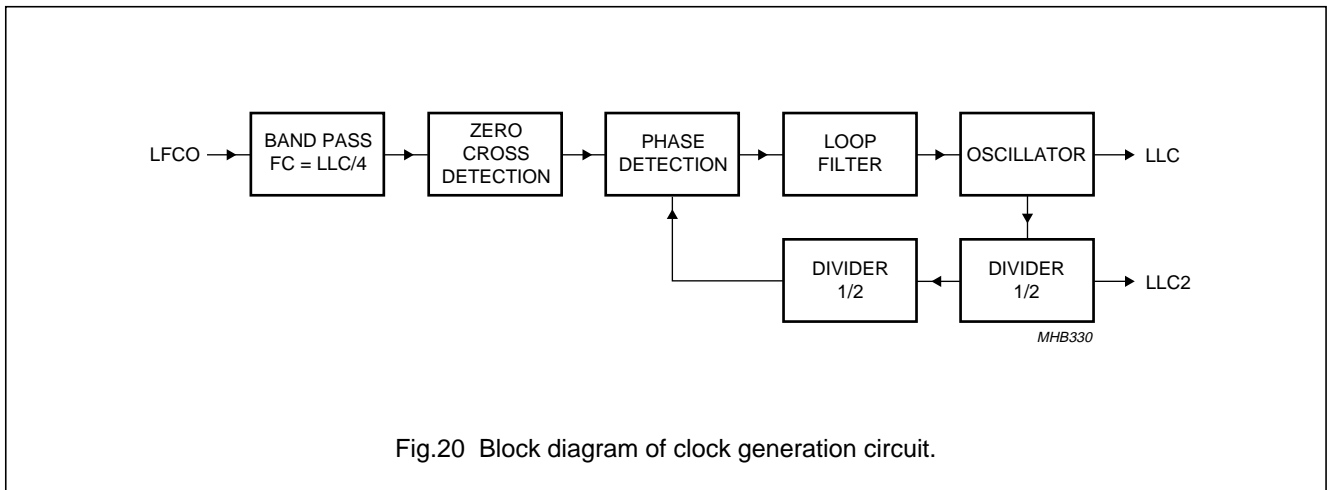 LFCO
BAND PASS
FC = LLC/4
ZERO
CROSS
DETECTION
PHASE
DETECTION
LOOP
FILTER
OSCILLATOR
LLC
DIVIDER
1/2
DIVIDER
1/2
LLC2
MHB330
Fig.20 Block diagram of clock generation circuit.